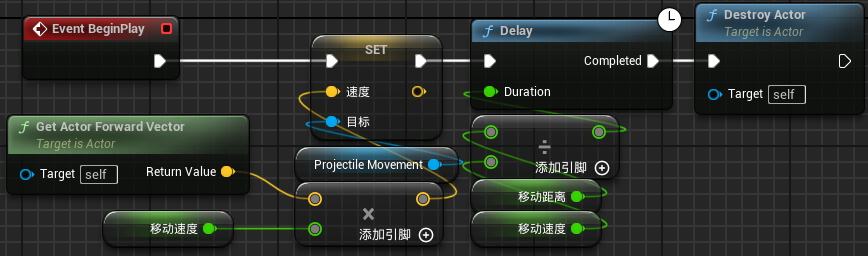 Event BeginPlay
SET
速度
目标
Delay
Completed
Duration
Destroy Actor
Target is Actor
Target self
Get Actor Forward Vector
Target is Actor
Target self
Return Value
Projectile Movement
÷
添加引脚
×
添加引脚
移动距离
移动速度
移动速度